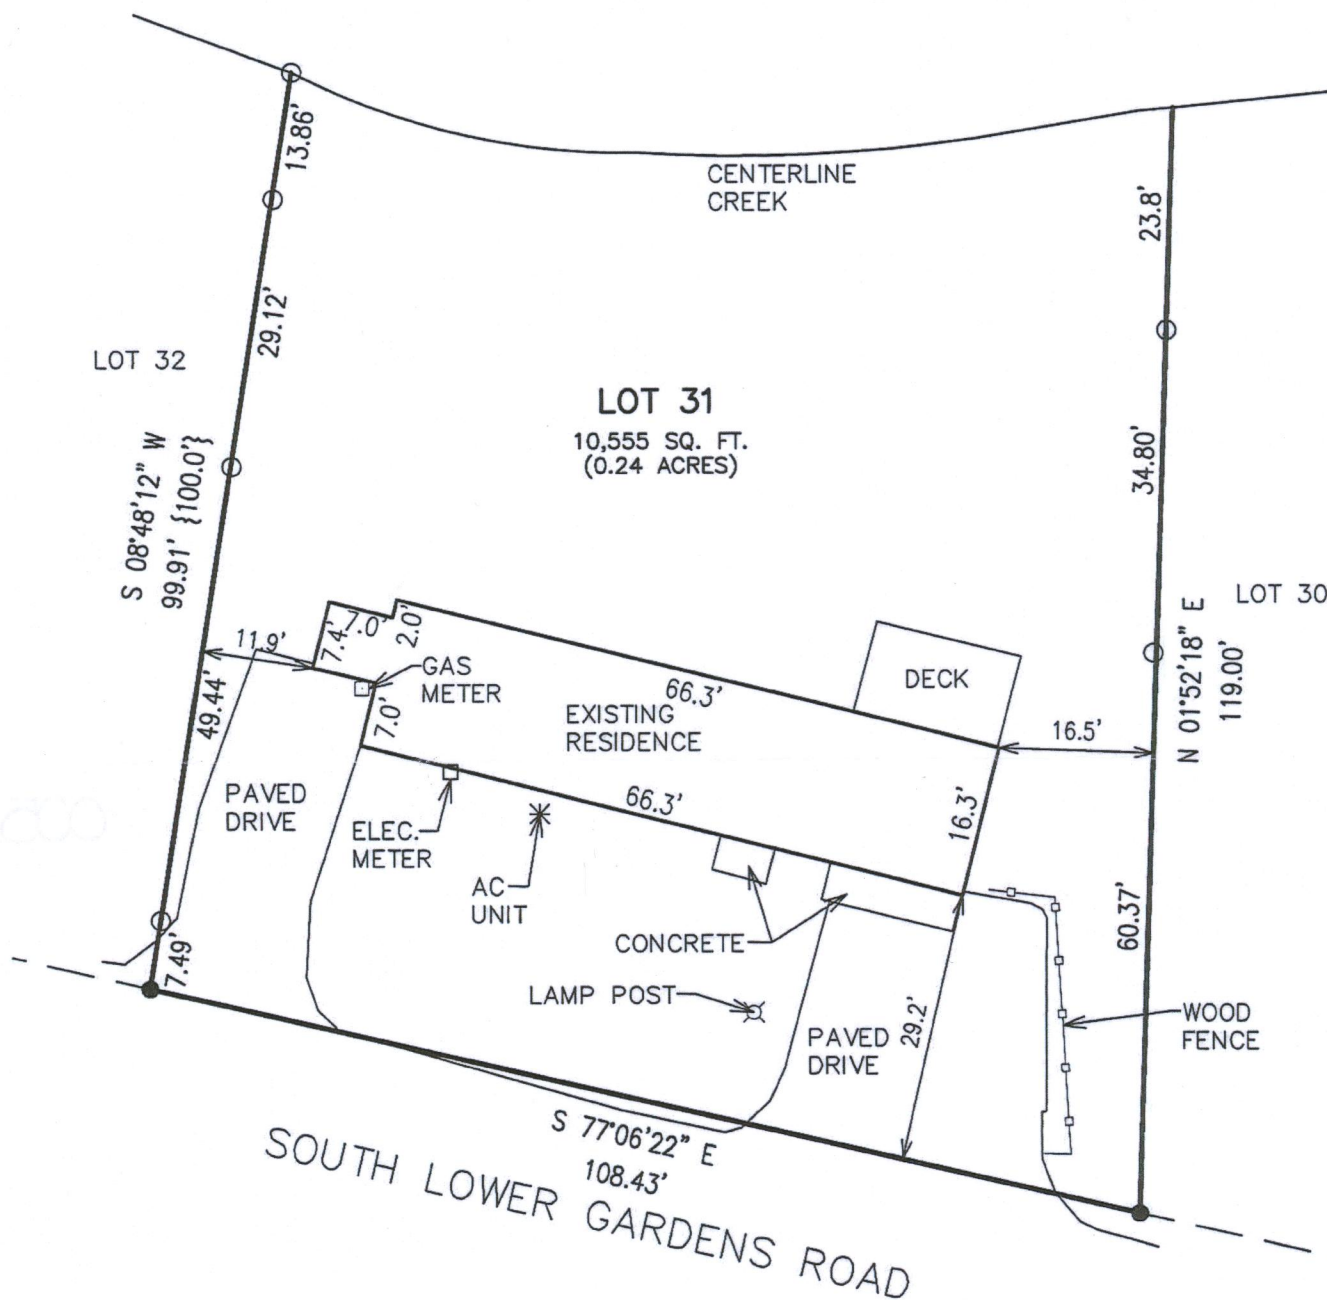 13.86'
CENTERLINE
CREEK
23.8'
29.12'
LOT 32
LOT 31
10,555 SQ. FT.
(0.24 ACRES)
34.80'
S 08°48'12" W
99.91' {100.0'}
LOT 30
N 01°52'18" E
119.00'
11.9'
7.4'
7.0'
2.0'
GAS
METER
66.3'
DECK
49.44'
7.0'
EXISTING
RESIDENCE
16.5'
PAVED
DRIVE
66.3'
16.3'
ELEC.
METER
AC
UNIT
CONCRETE
60.37'
7.49'
LAMP POST
PAVED
DRIVE
29.2'
WOOD
FENCE
S 77°06'22" E
108.43'
SOUTH LOWER GARDENS ROAD